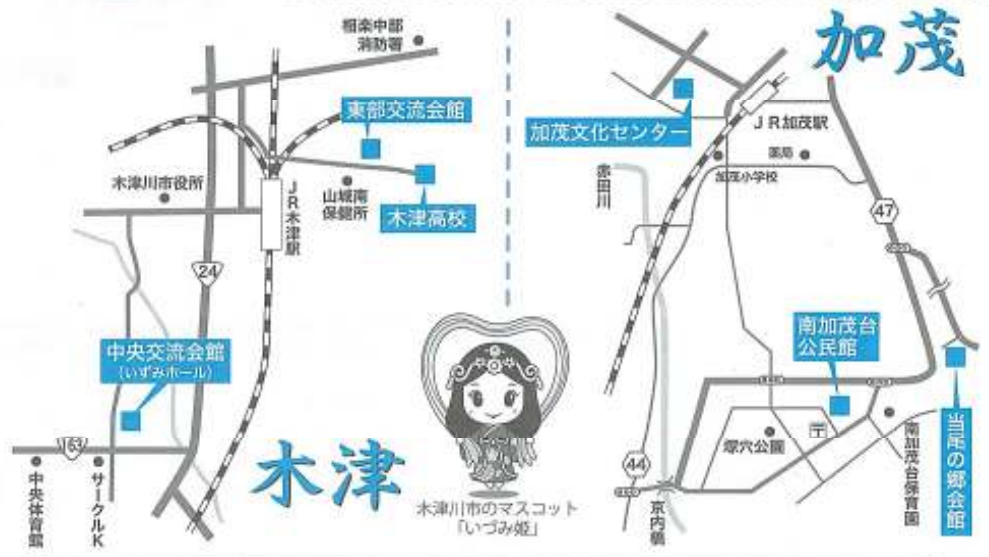 加茂
相楽中部
消防署
東部交流会館
木津川市役所
JR木津駅
山城南
保健所
木津高校
24
中央交流会館
(いずみホール)
163
中央体育館
サークルK
木津
木津川市のマスコット
「いづみ姫」
加茂文化センター
JR加茂駅
薬局
加茂小学校
赤田川
47
南加茂台
公民館
塚穴公園
〒
南加茂台保育園
当尾の郷会館
44
京内橋